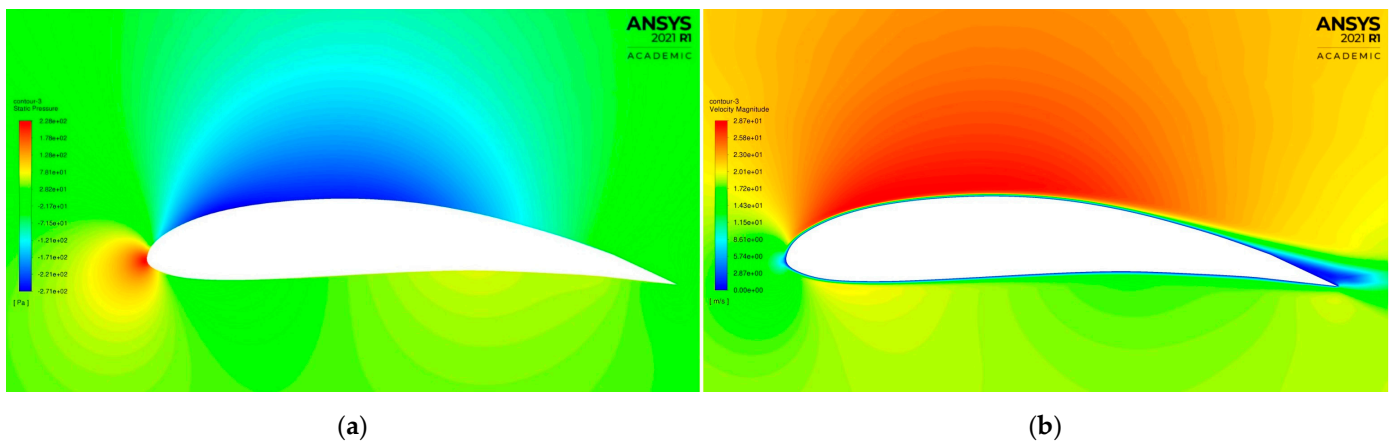 ANSYS
2021 R1
ACADEMIC
contour-3
Static Pressure
2.28e+02
1.78e+02
1.28e+02
7.81e+01
2.82e+01
-2.17e+01
-7.15e+01
-1.21e+02
-1.71e+02
-2.21e+02
-2.71e+02
[ Pa ]
ANSYS
2021 R1
ACADEMIC
contour-3
Velocity Magnitude
2.87e+01
2.58e+01
2.30e+01
2.01e+01
1.72e+01
1.43e+01
1.15e+01
8.61e+00
5.74e+00
2.87e+00
0.00e+00
[ m/s ]
(a)
(b)